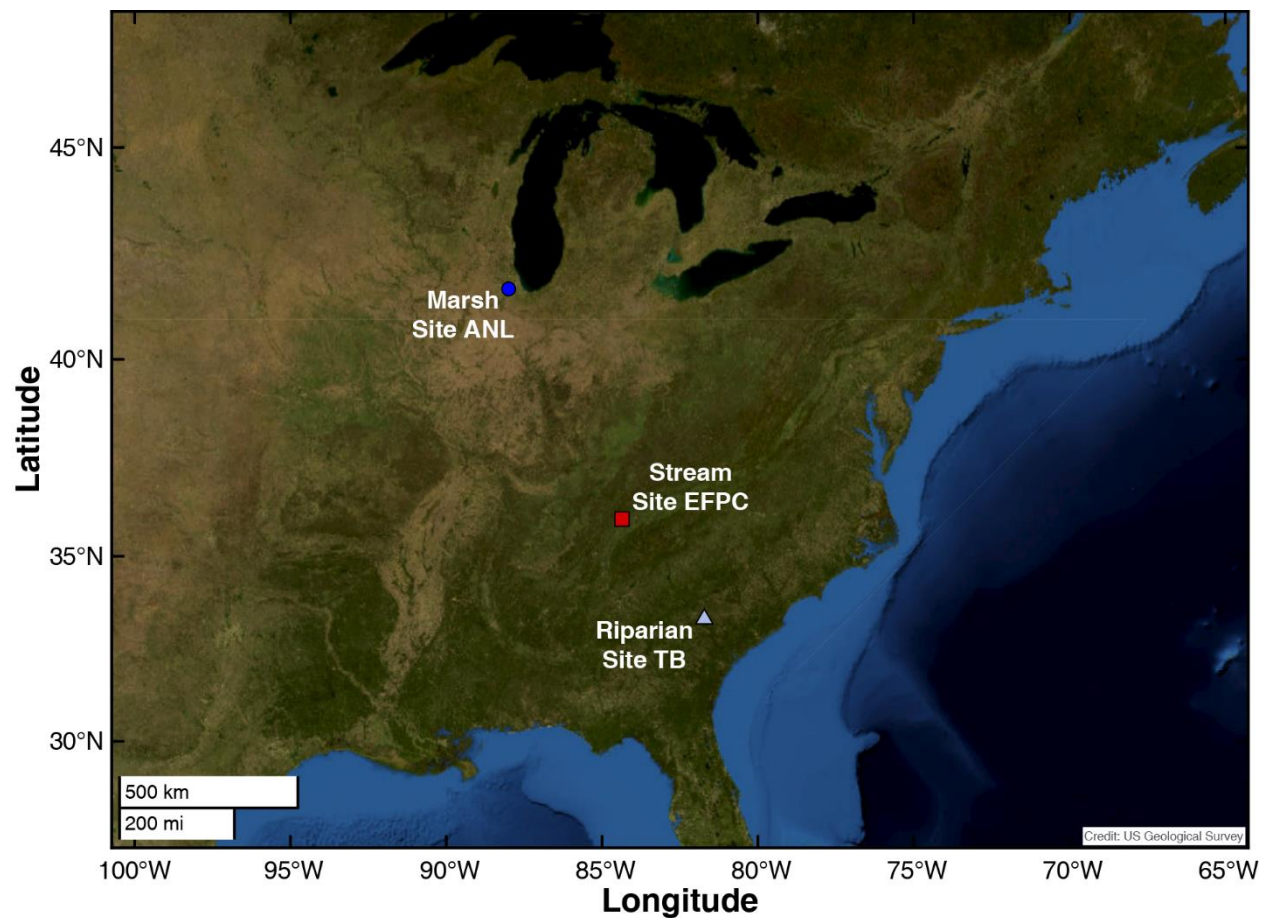 45°N
40°N
35°N
30°N
Latitude
Marsh
Site ANL
Stream
Site EFPC
Riparian
Site TB
500 km
200 mi
Credit: US Geological Survey
100°W
95°W
90°W
85°W
80°W
75°W
70°W
65°W
Longitude